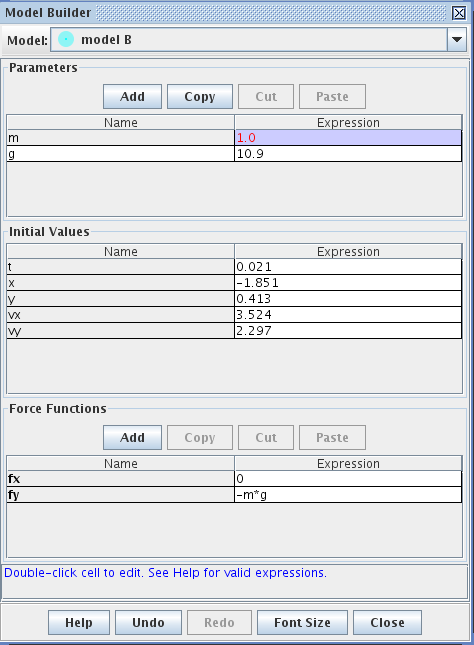 Model Builder
Model: model B
Parameters
Add Copy Cut Paste
Name Expression
m 1.0
g 10.9
Initial Values
Name Expression
t 0.021
x -1.851
y 0.413
vx 3.524
vy 2.297
Force Functions
Add Copy Cut Paste
Name Expression
fx 0
fy -m*g
Double-click cell to edit. See Help for valid expressions.
Help Undo Redo Font Size Close